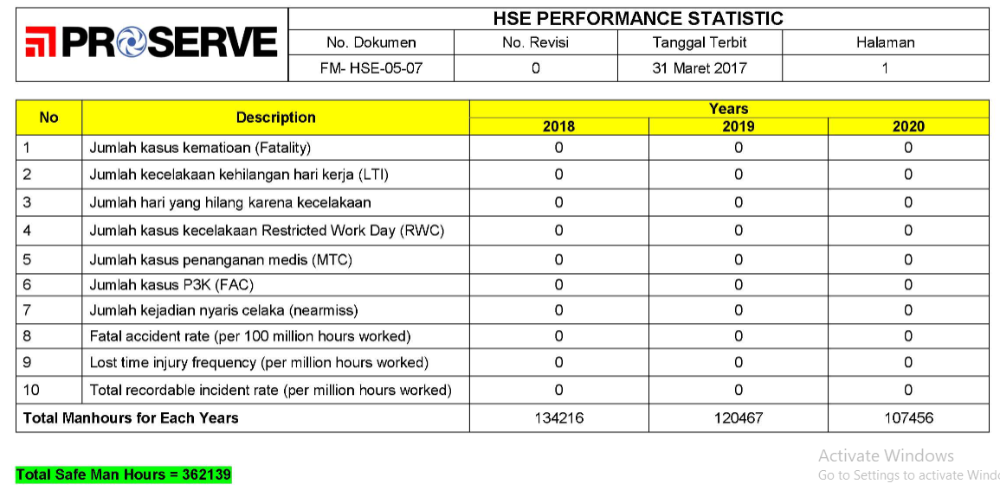 PROSERVE
HSE PERFORMANCE STATISTIC
No. Dokumen No. Revisi Tanggal Terbit Halaman
FM- HSE-05-07 0 31 Maret 2017 1
No Description Years
2018 2019 2020
1 Jumlah kasus kematioan (Fatality) 0 0 0
2 Jumlah kecelakaan kehilangan hari kerja (LTI) 0 0 0
3 Jumlah hari yang hilang karena kecelakaan 0 0 0
4 Jumlah kasus kecelakaan Restricted Work Day (RWC) 0 0 0
5 Jumlah kasus penanganan medis (MTC) 0 0 0
6 Jumlah kasus P3K (FAC) 0 0 0
7 Jumlah kejadian nyaris celaka (nearmiss) 0 0 0
8 Fatal accident rate (per 100 million hours worked) 0 0 0
9 Lost time injury frequency (per million hours worked) 0 0 0
10 Total recordable incident rate (per million hours worked) 0 0 0
Total Manhours for Each Years 134216 120467 107456
Total Safe Man Hours = 362139
Activate Windows
Go to Settings to activate Wind